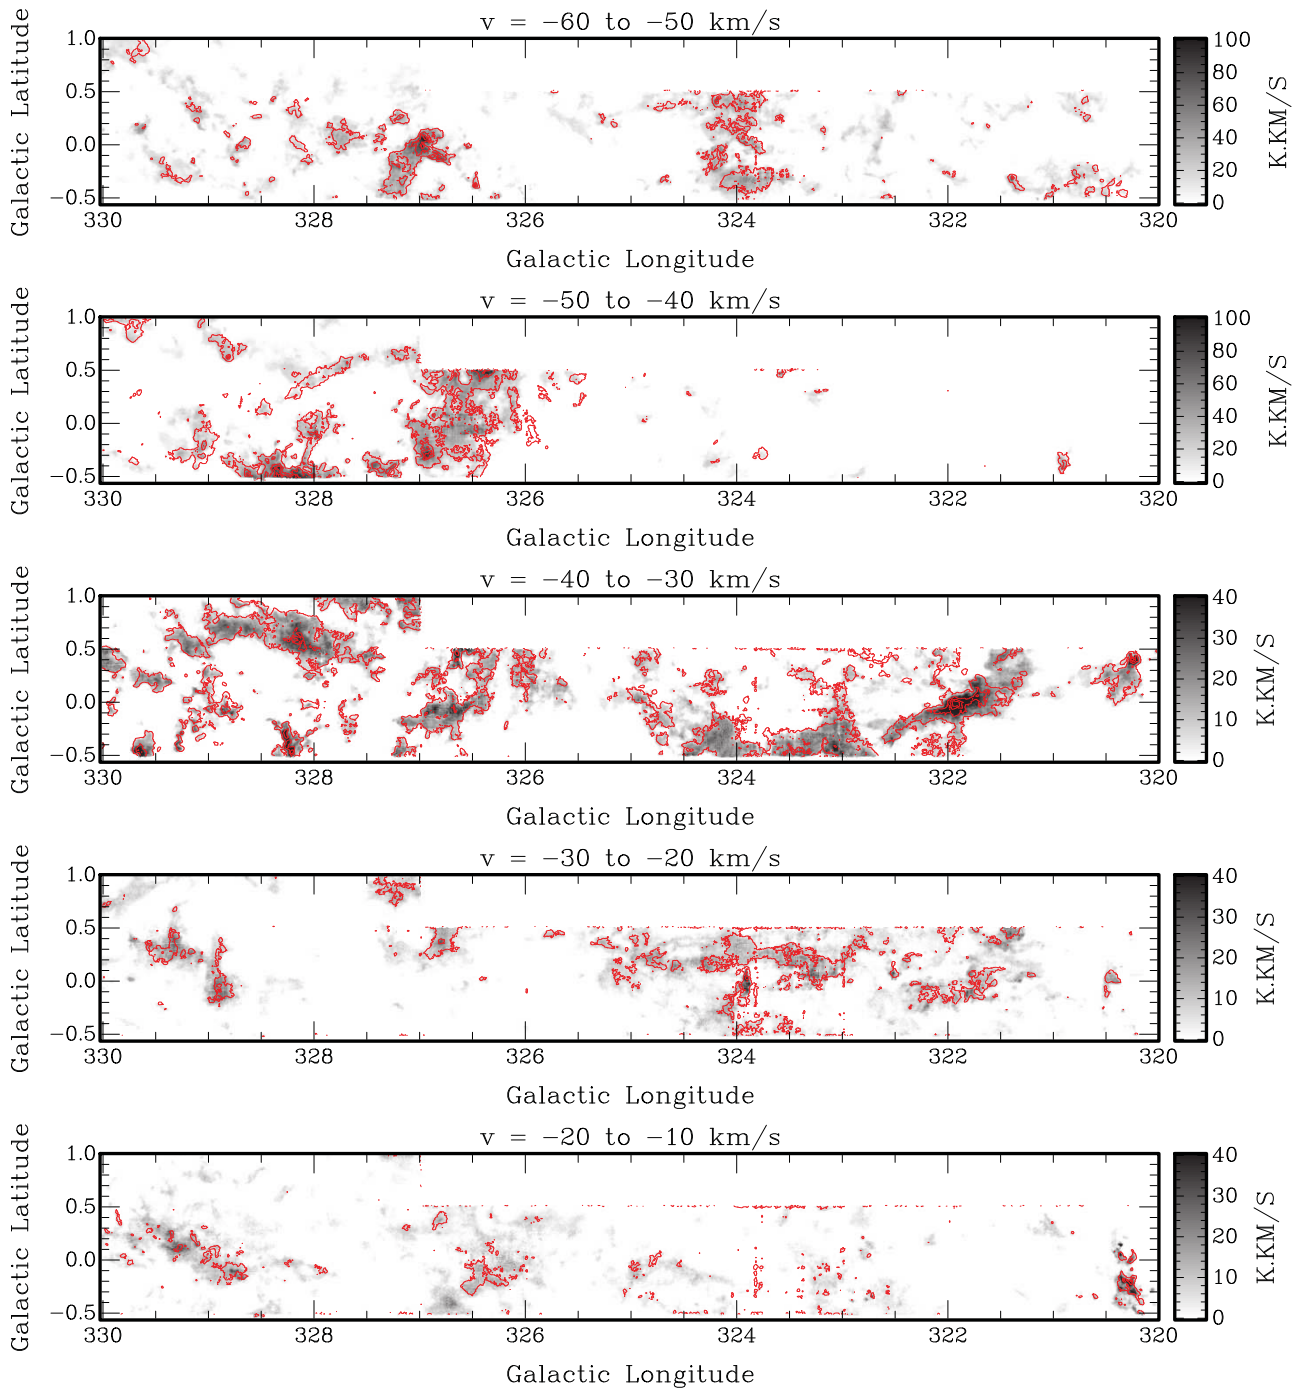 v = −60 to −50 km/s
Galactic Latitude
1.0
0.5
0.0
−0.5
330 328 326 324 322 320
Galactic Longitude
100
80
60
40
20
0
K.KM/S
v = −50 to −40 km/s
Galactic Latitude
1.0
0.5
0.0
−0.5
330 328 326 324 322 320
Galactic Longitude
100
80
60
40
20
0
K.KM/S
v = −40 to −30 km/s
Galactic Latitude
1.0
0.5
0.0
−0.5
330 328 326 324 322 320
Galactic Longitude
40
30
20
10
0
K.KM/S
v = −30 to −20 km/s
Galactic Latitude
1.0
0.5
0.0
−0.5
330 328 326 324 322 320
Galactic Longitude
40
30
20
10
0
K.KM/S
v = −20 to −10 km/s
Galactic Latitude
1.0
0.5
0.0
−0.5
330 328 326 324 322 320
Galactic Longitude
40
30
20
10
0
K.KM/S